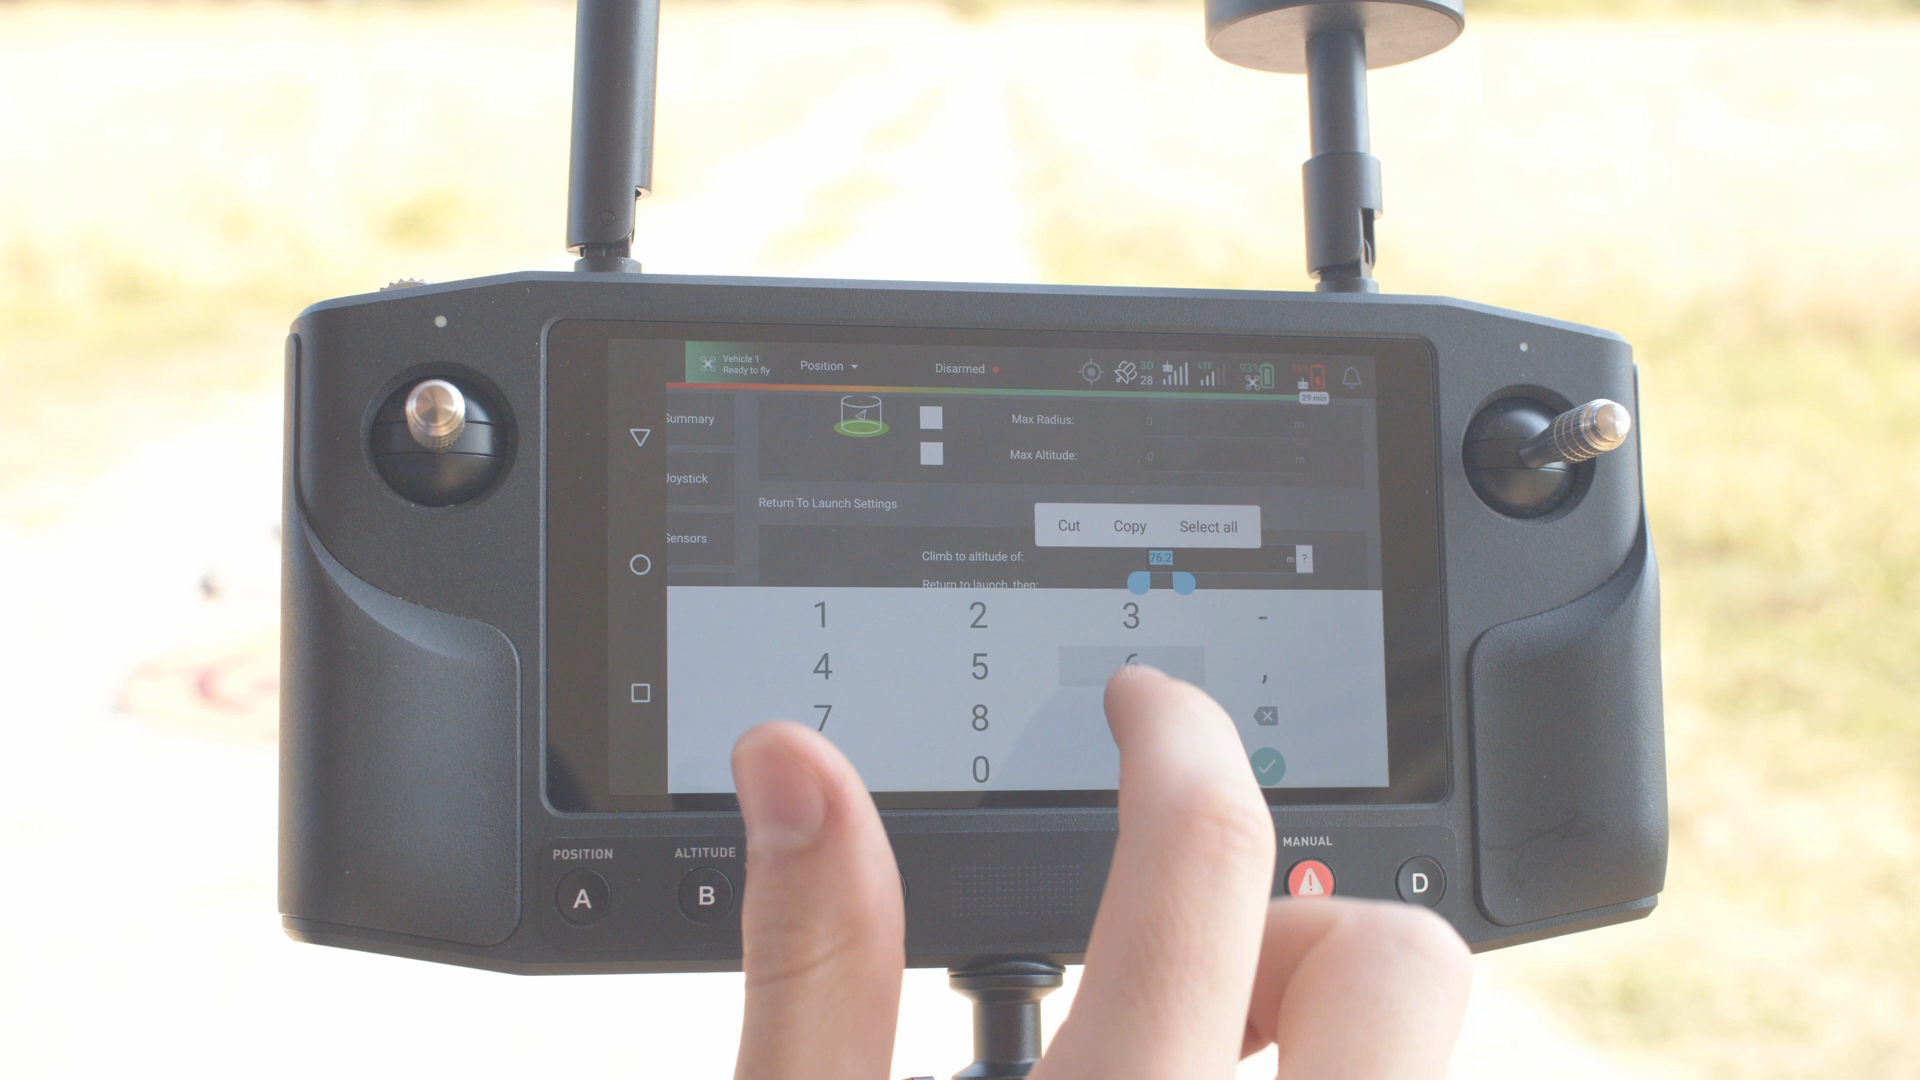 Vehicle 1
Ready to fly
Position
Disarmed
3D
28
LTE
93%
29 min
Summary
Max Radius:
0
m
Max Altitude:
0
m
Joystick
Return To Launch Settings
Cut
Copy
Select all
Sensors
Climb to altitude of:
76.2
m
?
Return to launch, then:
1
2
3
-
4
5
6
,
7
8
0
POSITION
ALTITUDE
MANUAL
A
B
D